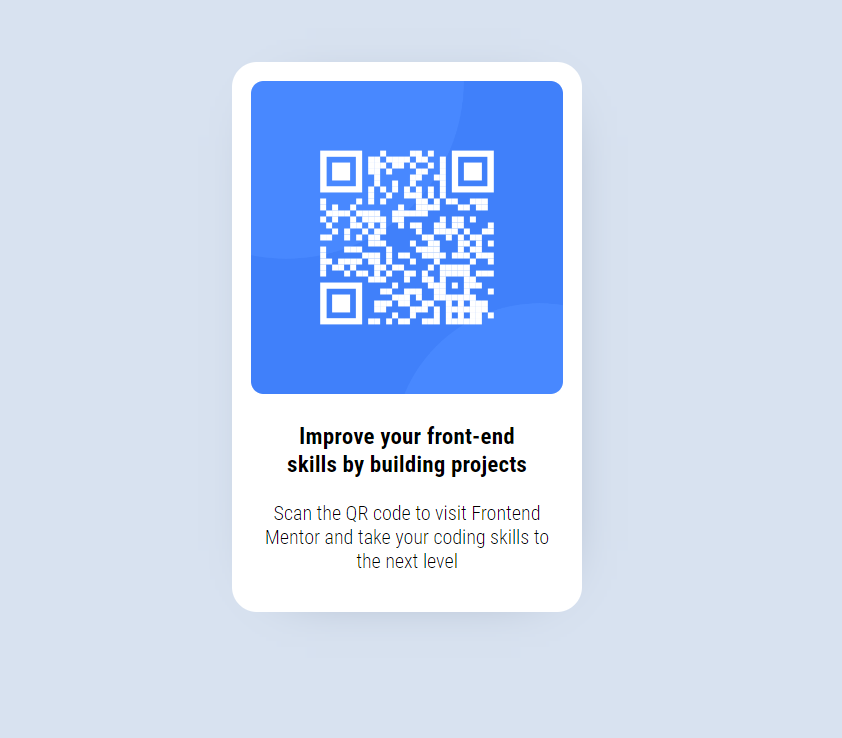 Improve your front-end
skills by building projects
Scan the QR code to visit Frontend
Mentor and take your coding skills to
the next level